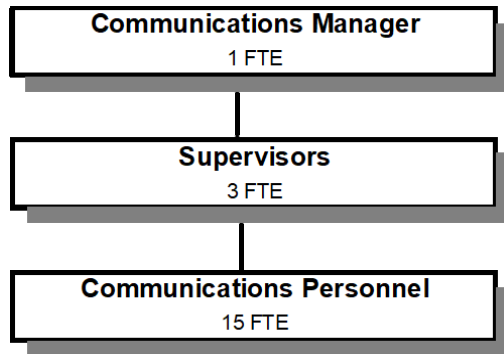 Communications Manager
1 FTE
Supervisors
3 FTE
Communications Personnel
15 FTE